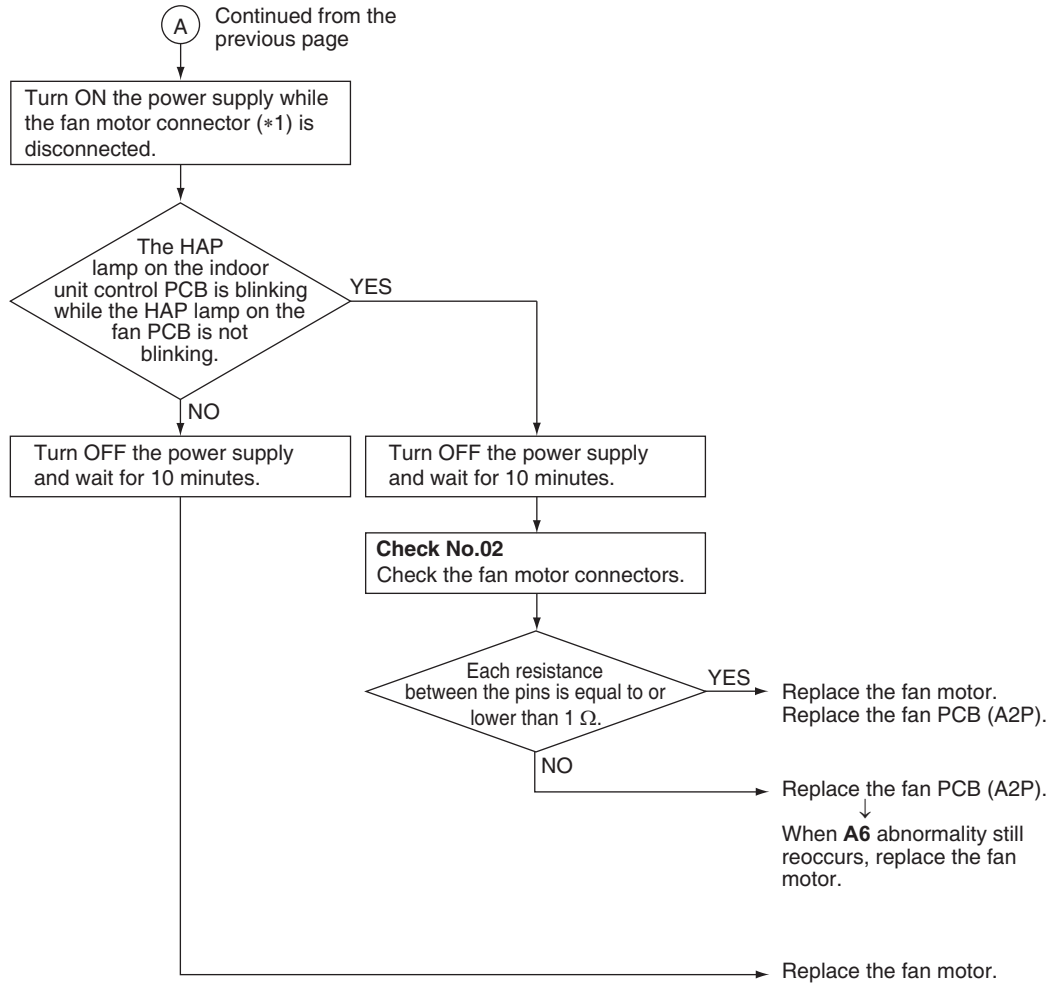 A
Continued from the
previous page
Turn ON the power supply while
the fan motor connector (*1) is
disconnected.
The HAP
lamp on the indoor
unit control PCB is blinking
while the HAP lamp on the
fan PCB is not
blinking.
YES
NO
Turn OFF the power supply
and wait for 10 minutes.
Turn OFF the power supply
and wait for 10 minutes.
Check No.02
Check the fan motor connectors.
Each resistance
between the pins is equal to or
lower than 1 Ω.
YES
Replace the fan motor.
Replace the fan PCB (A2P).
NO
Replace the fan PCB (A2P).
↓
When A6 abnormality still
reoccurs, replace the fan
motor.
Replace the fan motor.